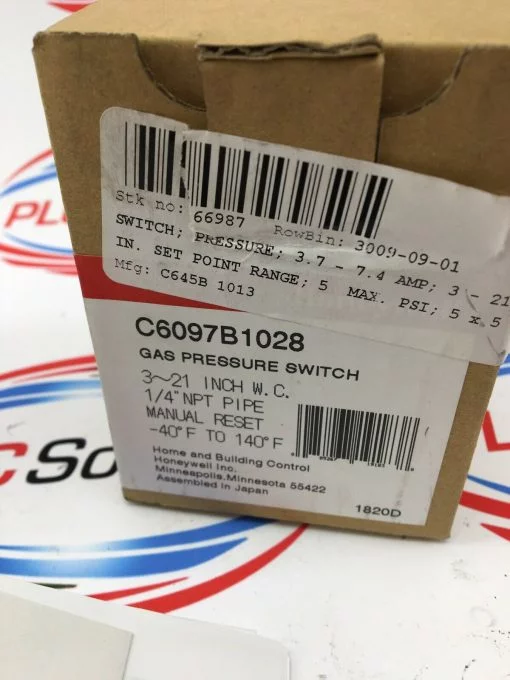 Stk no: 66987 RowBin: 3009-09-01
SWITCH; PRESSURE; 3.7 - 7.4 AMP; 3 - 21
IN. SET POINT RANGE; 5 MAX. PSI; 5 x 5
Mfg: C645B 1013
C6097B1028
GAS PRESSURE SWITCH
3~21 INCH W.C.
1/4" NPT PIPE
MANUAL RESET
-40°F TO 140°F
Home and Building Control
Honeywell Inc.
Minneapolis,Minnesota 55422
Assembled in Japan
1820D
PL
CSo